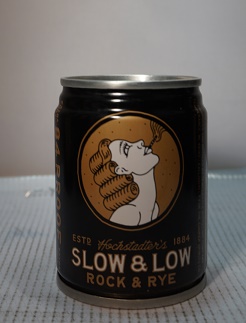 ESTD Hochstadter's 1884
SLOW & LOW
ROCK & RYE